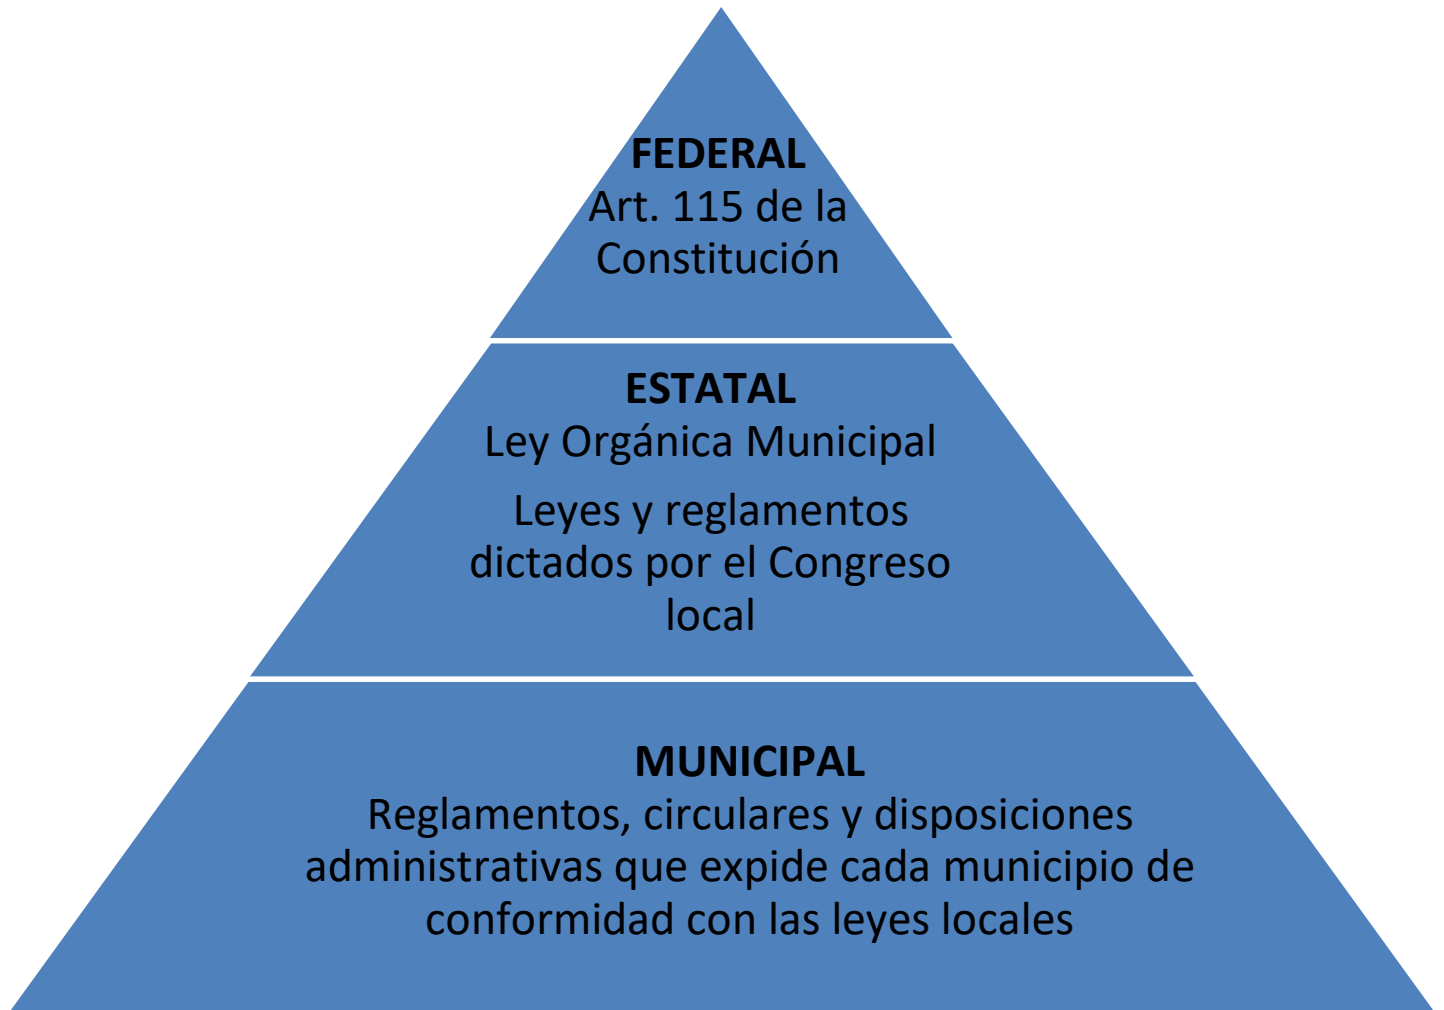 FEDERAL
Art. 115 de la
Constitución
ESTATAL
Ley Orgánica Municipal
Leyes y reglamentos
dictados por el Congreso
local
MUNICIPAL
Reglamentos, circulares y disposiciones
administrativas que expide cada municipio de
conformidad con las leyes locales